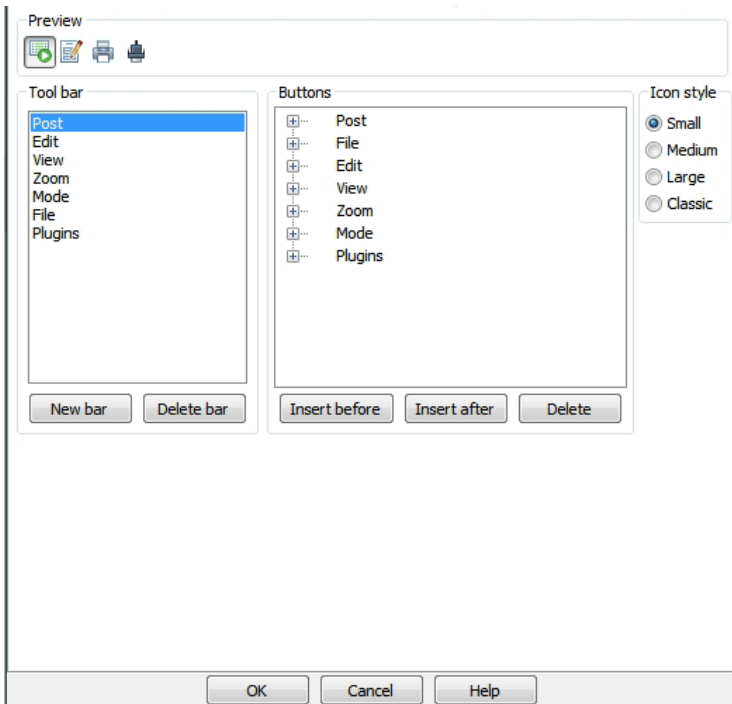 Preview
Tool bar
Post
Edit
View
Zoom
Mode
File
Plugins
New bar
Delete bar
Buttons
Post
File
Edit
View
Zoom
Mode
Plugins
Insert before
Insert after
Delete
Icon style
Small
Medium
Large
Classic
OK
Cancel
Help